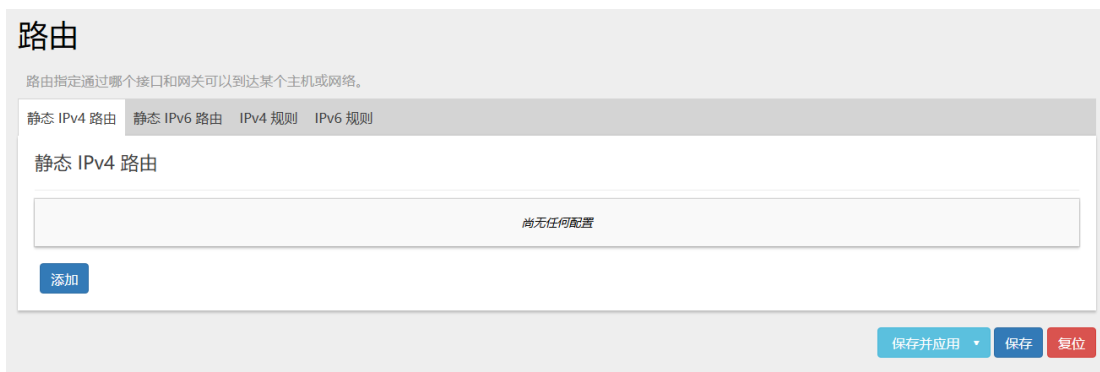 路由
路由指定通过哪个接口和网关可以到达某个主机或网络。
静态 IPv4 路由 静态 IPv6 路由 IPv4 规则 IPv6 规则
静态 IPv4 路由
尚无任何配置
添加
保存并应用 保存 复位